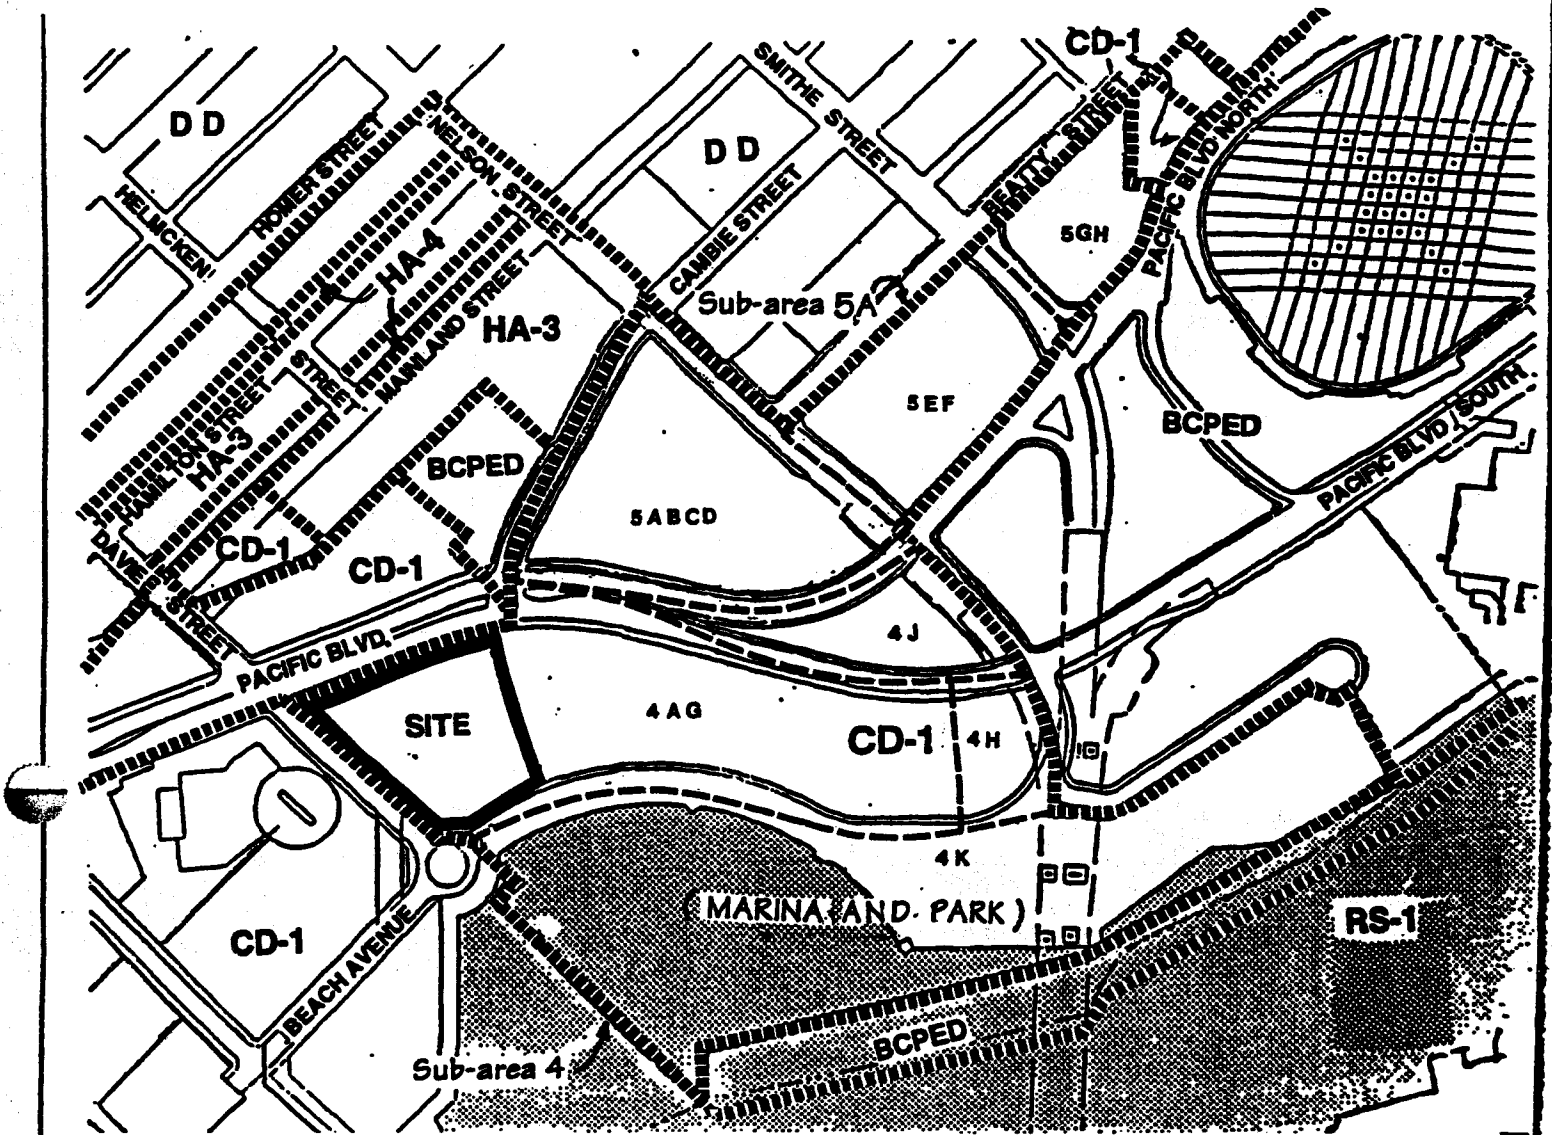 CD-1
SMITHE STREET
D D
NELSON STREET
HOMER STREET
D D
BEATTY STREET
PACIFIC BLVD NORTH
HELMCKEN
STREET
HA-4
CAMBIE STREET
5GH
Sub-area 5A
MAINLAND STREET
HA-3
HAMILTON STREET
HA-3
5EF
BCPED
PACIFIC BLVD SOUTH
BCPED
5ABCD
DAVIE STREET
CD-1
CD-1
4J
PACIFIC BLVD.
SITE
4AG
CD-1
4H
4K
(MARINA AND PARK)
RS-1
CD-1
BEACH AVENUE
BCPED
Sub-area 4